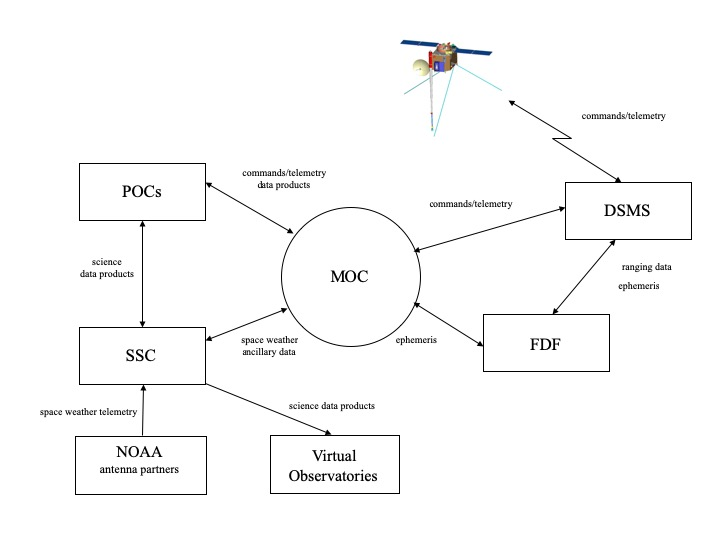 commands/telemetry
commands/telemetry
data products
POCs
commands/telemetry
DSMS
science
data products
MOC
ranging data
ephemeris
SSC
space weather
ancillary data
ephemeris
FDF
space weather telemetry
science data products
NOAA
antenna partners
Virtual
Observatories